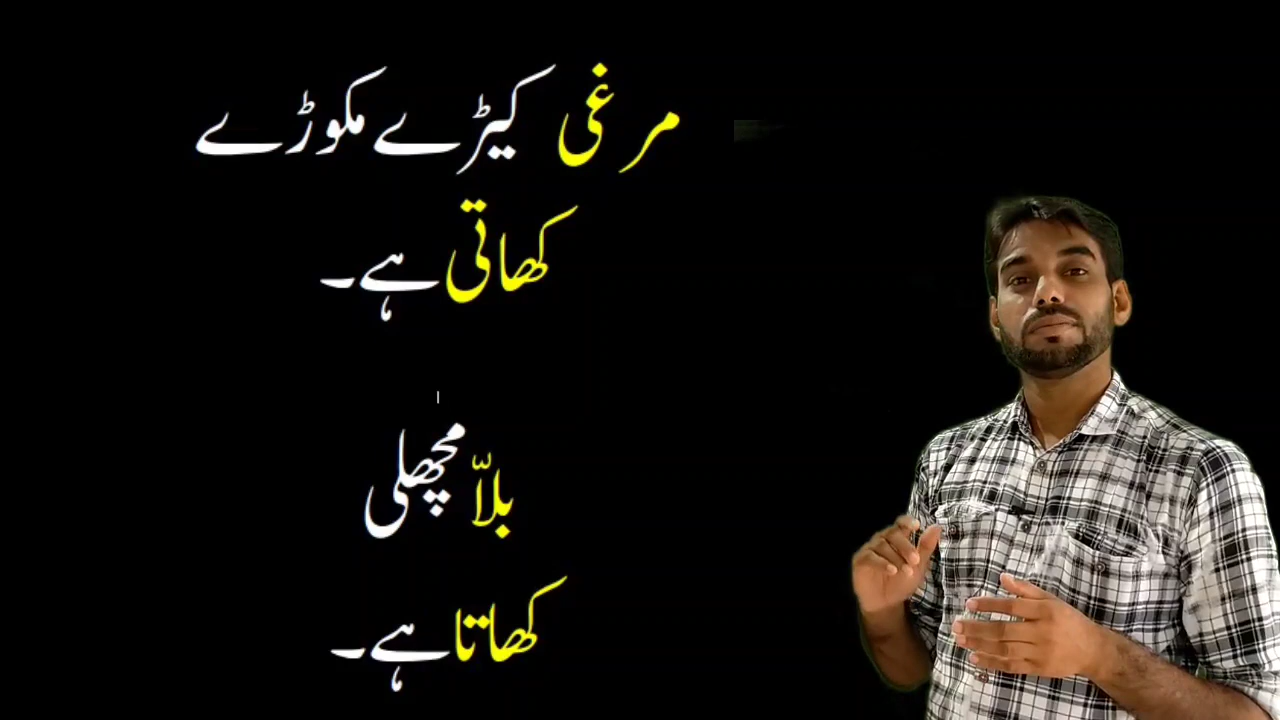 مرغی کیڑے مکوڑے
کھاتی ہے۔
بلاّ مچھلی
کھاتا ہے۔